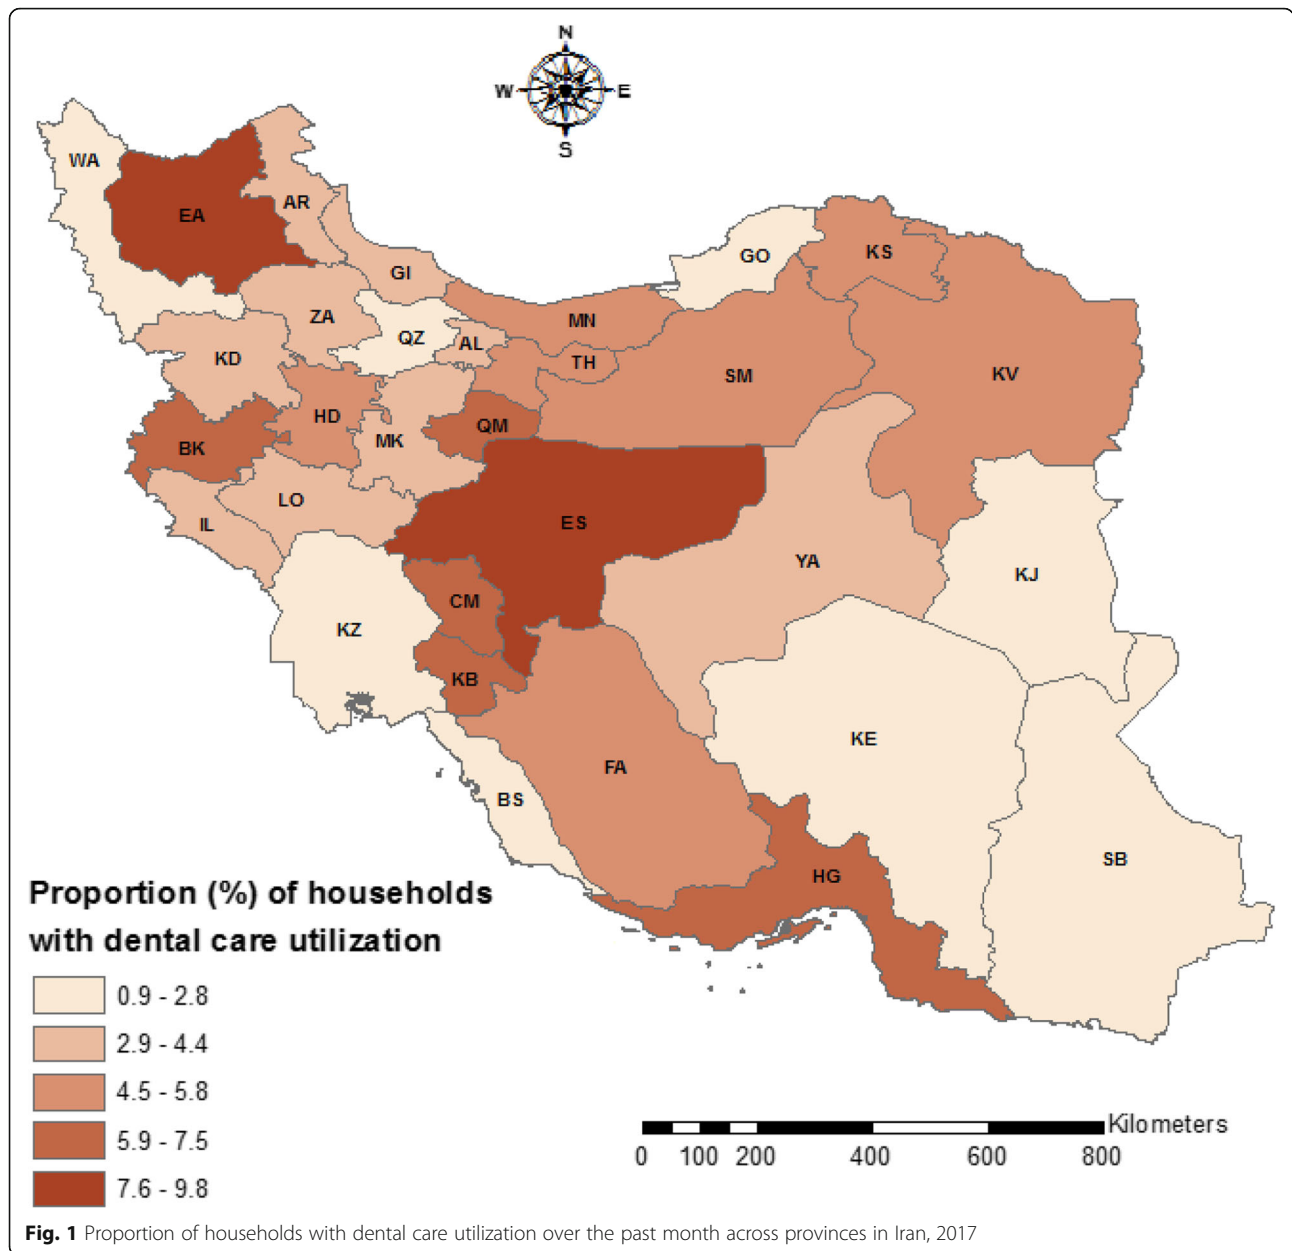 N
W E
S
WA
EA
AR
GI
GO
KS
ZA
MN
QZ
AL
TH
KD
SM
KV
HD
QM
MK
BK
LO
IL
ES
YA
KJ
CM
KZ
KB
KE
FA
BS
SB
HG
Proportion (%) of households
with dental care utilization
0.9 - 2.8
2.9 - 4.4
4.5 - 5.8
5.9 - 7.5
7.6 - 9.8
Kilometers
0 100 200 400 600 800
Fig. 1 Proportion of households with dental care utilization over the past month across provinces in Iran, 2017